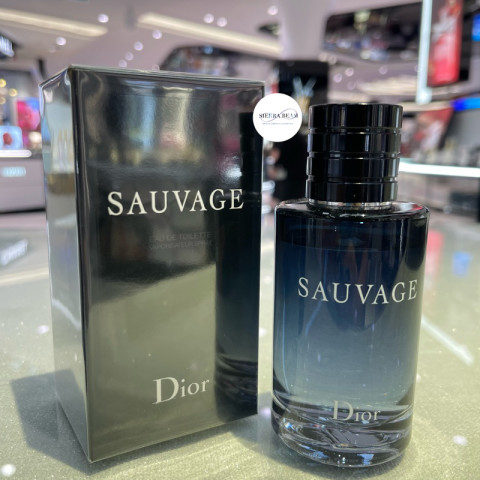 SAUVAGE
EAU DE TOILETTE
Dior
SAUVAGE
Dior